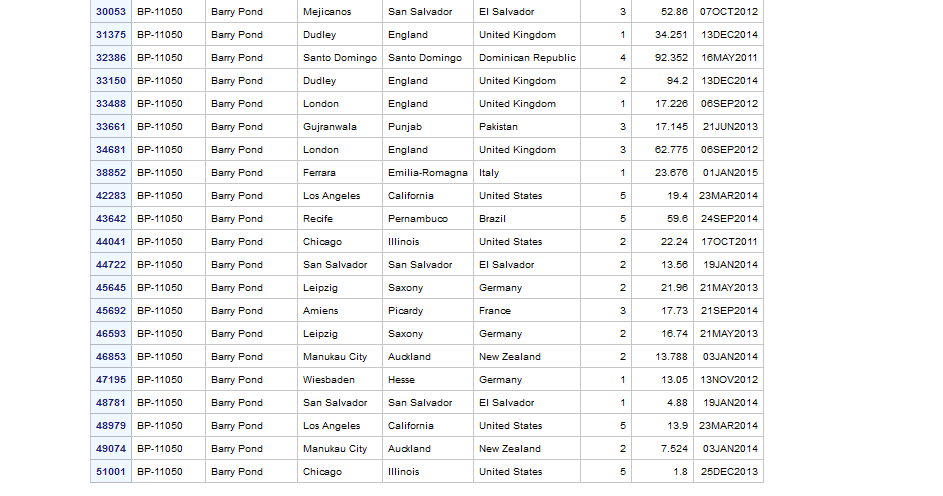 30053 BP-11050 Barry Pond Mejicanos San Salvador El Salvador 3 52.86 07OCT2012
31375 BP-11050 Barry Pond Dudley England United Kingdom 1 34.251 13DEC2014
32386 BP-11050 Barry Pond Santo Domingo Santo Domingo Dominican Republic 4 92.352 16MAY2011
33150 BP-11050 Barry Pond Dudley England United Kingdom 2 94.2 13DEC2014
33488 BP-11050 Barry Pond London England United Kingdom 1 17.226 06SEP2012
33661 BP-11050 Barry Pond Gujranwala Punjab Pakistan 3 17.145 21JUN2013
34681 BP-11050 Barry Pond London England United Kingdom 3 62.775 06SEP2012
38852 BP-11050 Barry Pond Ferrara Emilia-Romagna Italy 1 23.676 01JAN2015
42283 BP-11050 Barry Pond Los Angeles California United States 5 19.4 23MAR2014
43642 BP-11050 Barry Pond Recife Pernambuco Brazil 5 59.6 24SEP2014
44041 BP-11050 Barry Pond Chicago Illinois United States 2 22.24 17OCT2011
44722 BP-11050 Barry Pond San Salvador San Salvador El Salvador 2 13.56 19JAN2014
45645 BP-11050 Barry Pond Leipzig Saxony Germany 2 21.96 21MAY2013
45692 BP-11050 Barry Pond Amiens Picardy France 3 17.73 21SEP2014
46593 BP-11050 Barry Pond Leipzig Saxony Germany 2 16.74 21MAY2013
46853 BP-11050 Barry Pond Manukau City Auckland New Zealand 2 13.788 03JAN2014
47195 BP-11050 Barry Pond Wiesbaden Hesse Germany 1 13.05 13NOV2012
48781 BP-11050 Barry Pond San Salvador San Salvador El Salvador 1 4.88 19JAN2014
48979 BP-11050 Barry Pond Los Angeles California United States 5 13.9 23MAR2014
49074 BP-11050 Barry Pond Manukau City Auckland New Zealand 2 7.524 03JAN2014
51001 BP-11050 Barry Pond Chicago Illinois United States 5 1.8 25DEC2013